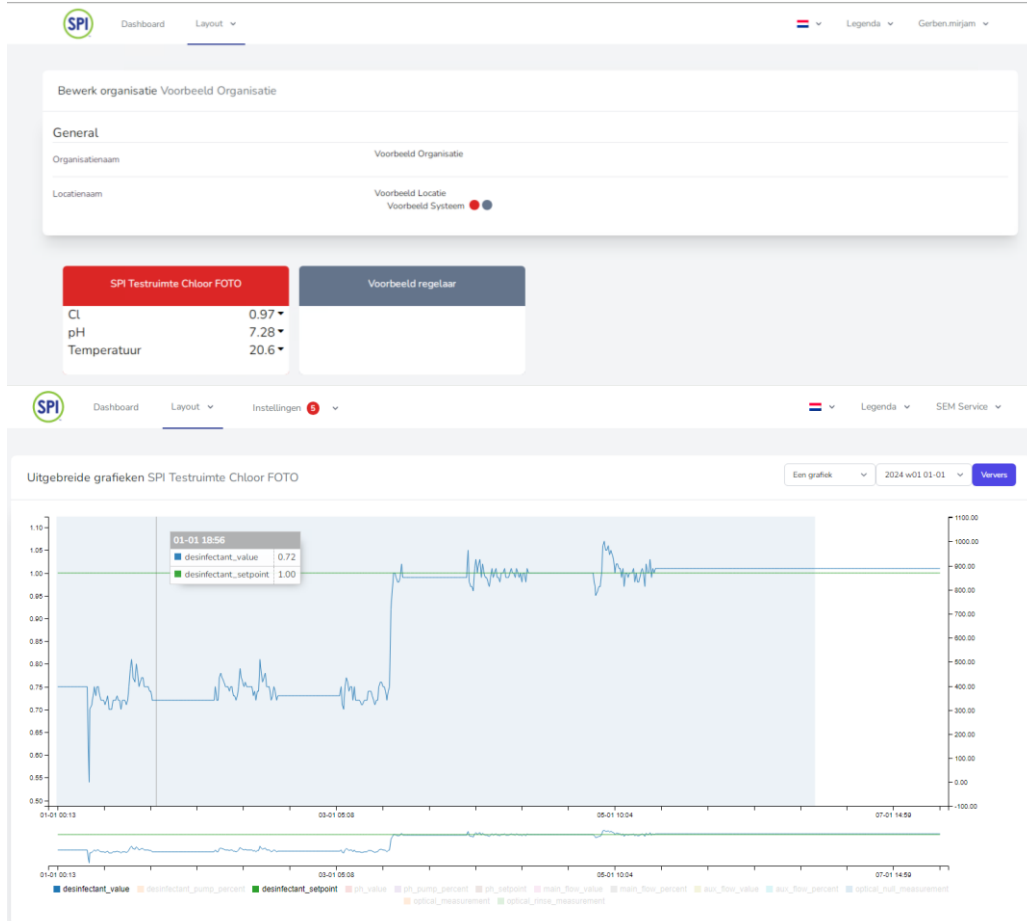 SPI Dashboard Layout Legenda Gerben.mirjam
Bewerk organisatie Voorbeeld Organisatie
General
Organisatienaam Voorbeeld Organisatie
Locatienaam Voorbeeld Locatie
Voorbeeld Systeem
SPI Testruimte Chloor FOTO Voorbeeld regelaar
Cl 0.97
pH 7.28
Temperatuur 20.6
SPI Dashboard Layout Instellingen 5 Legenda SEM Service
Uitgebreide grafieken SPI Testruimte Chloor FOTO Een grafiek 2024 w01 01-01 Ververs
1.10 1100.00
1.05 1000.00
1.00 900.00
0.95 800.00
0.90 700.00
0.85 600.00
0.80 500.00
0.75 400.00
0.70 300.00
0.65 200.00
0.60 100.00
0.55 0.00
0.50 -100.00
01-01 18:56
desinfectant_value 0.72
desinfectant_setpoint 1.00
01-01 00:13 03-01 05:08 05-01 10:04 07-01 14:59
01-01 00:13 03-01 05:08 05-01 10:04 07-01 14:59
desinfectant_value desinfectant_pump_percent desinfectant_setpoint ph_value ph_pump_percent ph_setpoint main_flow_value main_flow_percent aux_flow_value aux_flow_percent optical_null_measurement
optical_measurement optical_rinse_measurement